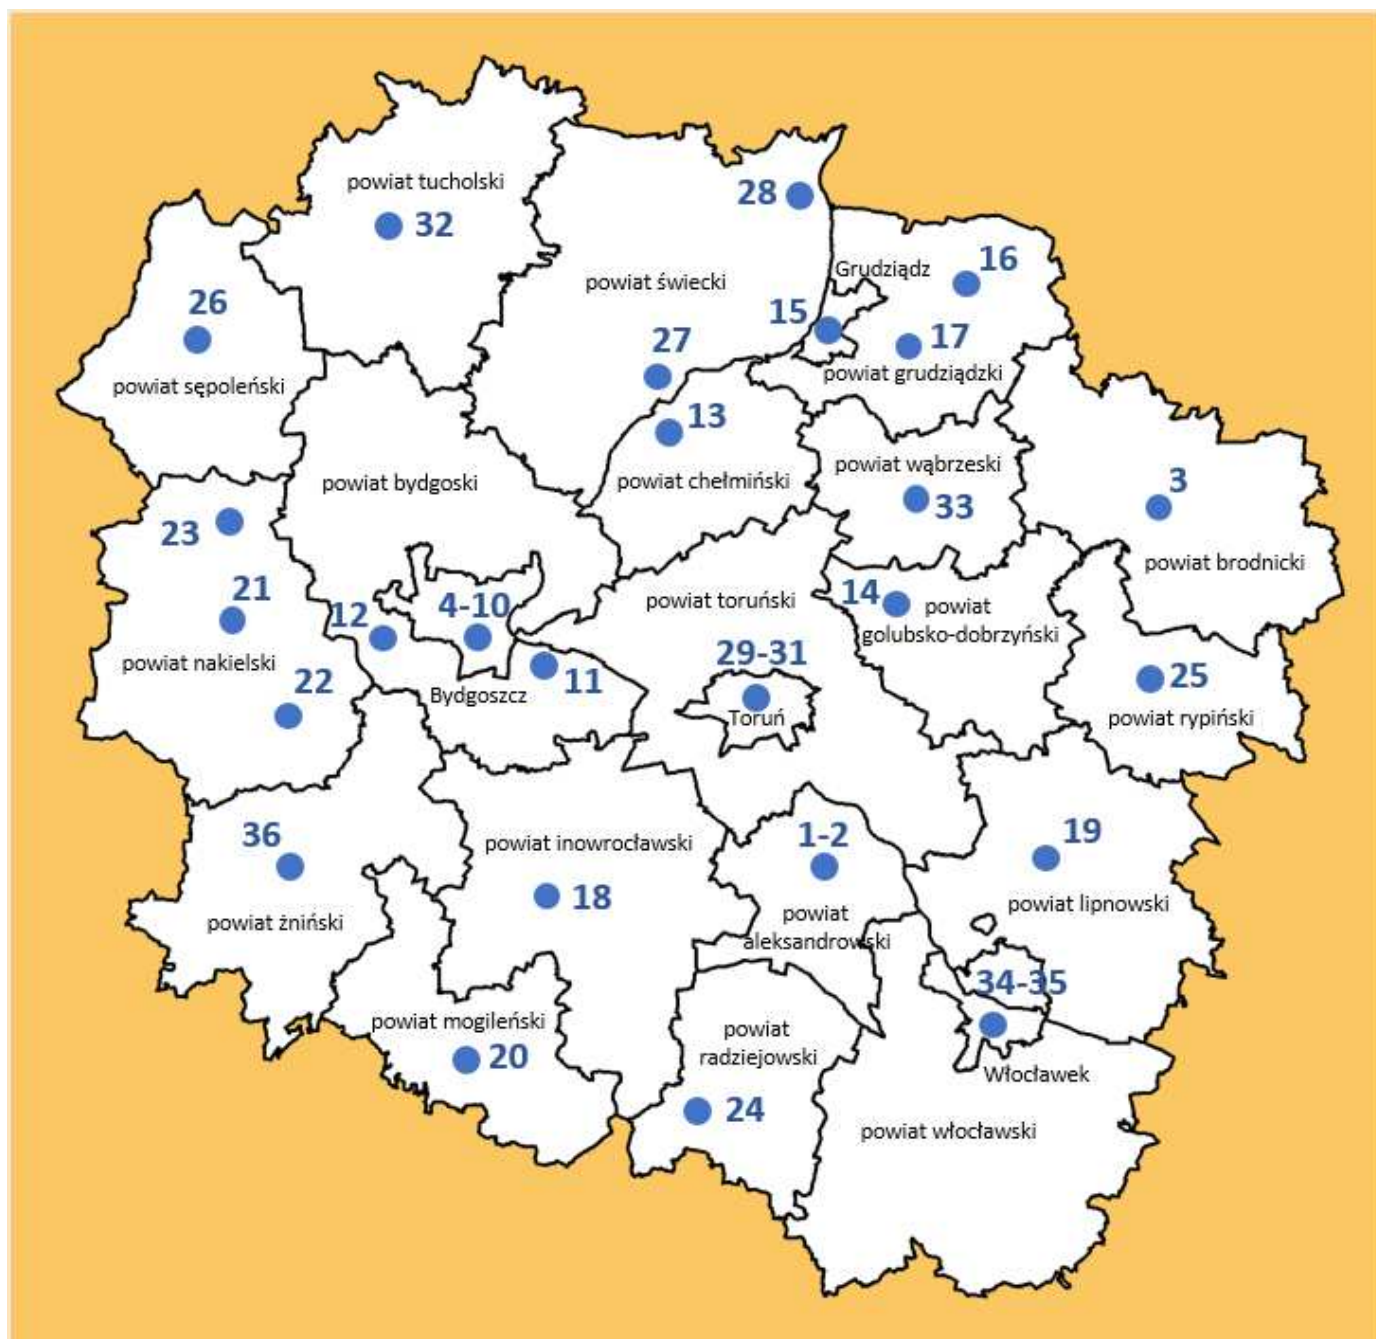 powiat tucholski
32
28
Grudziądz
16
powiat świecki
26
15
17
27
powiat grudziądzki
powiat sępoleński
13
powiat wąbrzeski
33
powiat chełmiński
powiat bydgoski
3
powiat brodnicki
23
21
12
4-10
powiat toruński
14
powiat
golubsko-dobrzyński
powiat nakielski
29-31
22
Bydgoszcz
11
Toruń
25
powiat rypiński
36
powiat inowrocławski
1-2
19
18
powiat żniński
powiat
aleksandrowski
powiat lipnowski
34-35
powiat mogileński
20
powiat
radziejowski
24
Włocławek
powiat włocławski